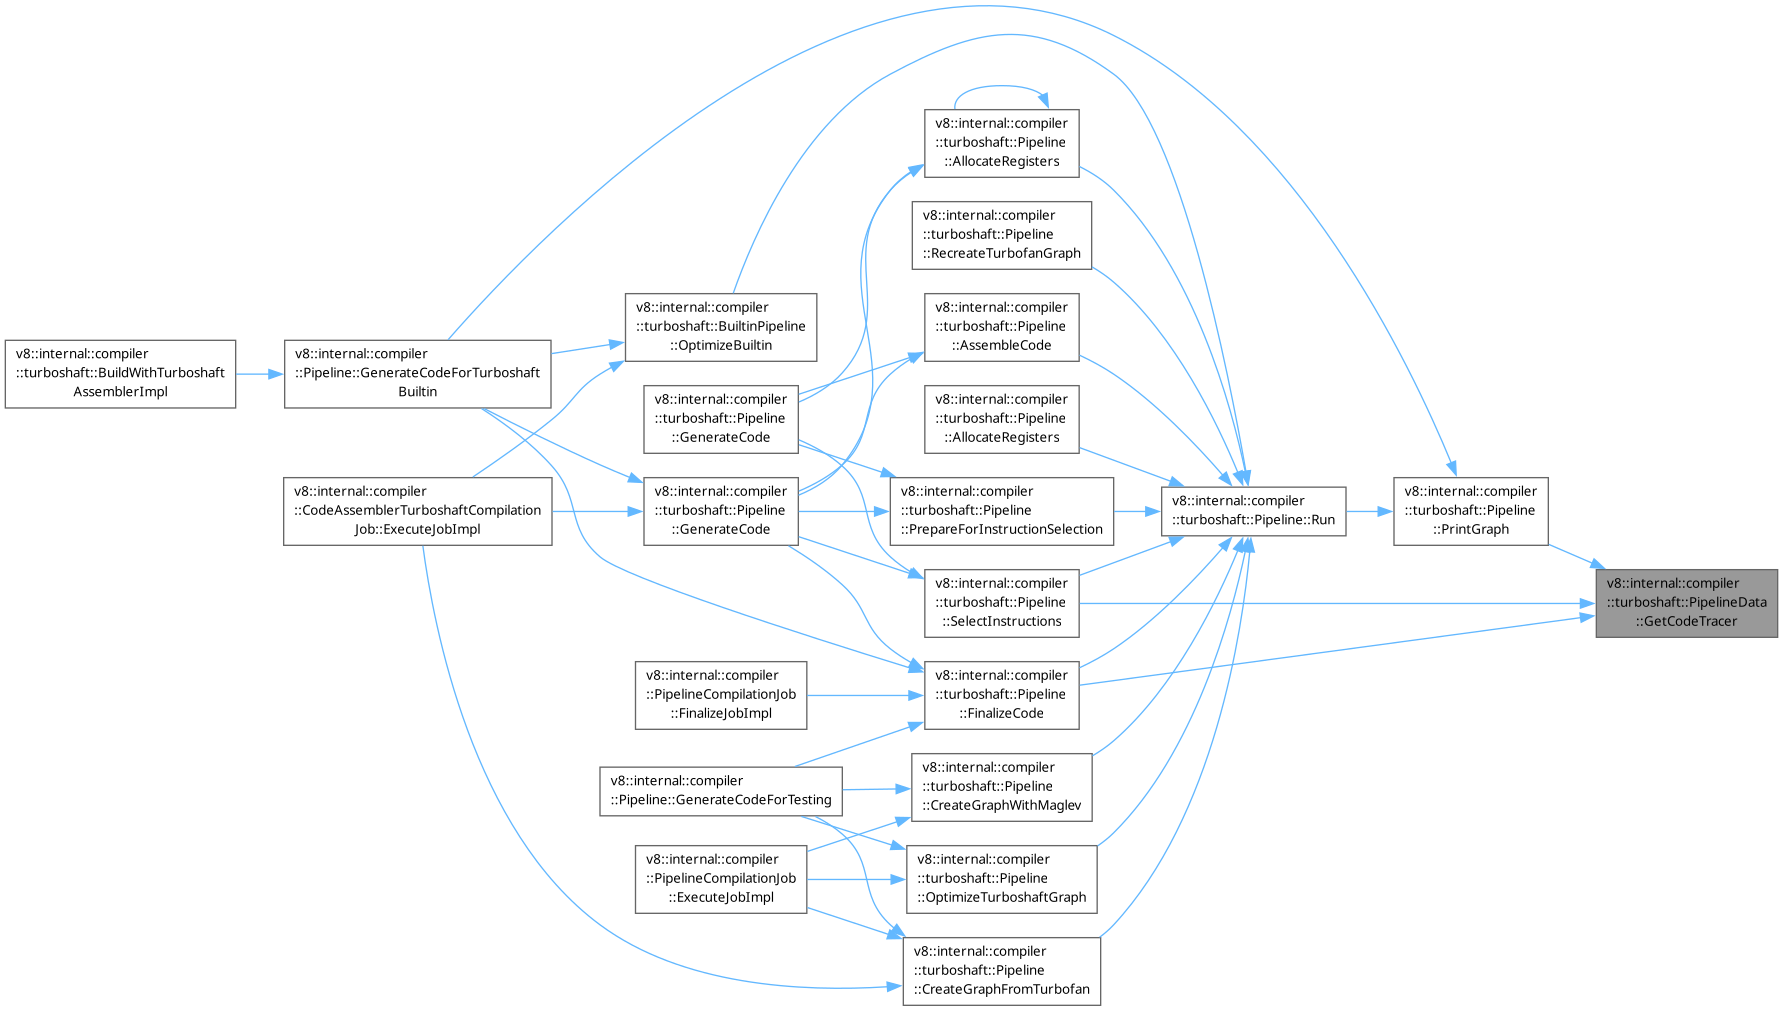 v8::internal::compiler
::turboshaft::BuildWithTurboshaft
AssemblerImpl
v8::internal::compiler
::Pipeline::GenerateCodeForTurboshaft
Builtin
v8::internal::compiler
::CodeAssemblerTurboshaftCompilation
Job::ExecuteJobImpl
v8::internal::compiler
::turboshaft::BuiltinPipeline
::OptimizeBuiltin
v8::internal::compiler
::turboshaft::Pipeline
::GenerateCode
v8::internal::compiler
::turboshaft::Pipeline
::GenerateCode
v8::internal::compiler
::PipelineCompilationJob
::FinalizeJobImpl
v8::internal::compiler
::Pipeline::GenerateCodeForTesting
v8::internal::compiler
::PipelineCompilationJob
::ExecuteJobImpl
v8::internal::compiler
::turboshaft::Pipeline
::AllocateRegisters
v8::internal::compiler
::turboshaft::Pipeline
::RecreateTurbofanGraph
v8::internal::compiler
::turboshaft::Pipeline
::AssembleCode
v8::internal::compiler
::turboshaft::Pipeline
::AllocateRegisters
v8::internal::compiler
::turboshaft::Pipeline
::PrepareForInstructionSelection
v8::internal::compiler
::turboshaft::Pipeline
::SelectInstructions
v8::internal::compiler
::turboshaft::Pipeline
::FinalizeCode
v8::internal::compiler
::turboshaft::Pipeline
::CreateGraphWithMaglev
v8::internal::compiler
::turboshaft::Pipeline
::OptimizeTurboshaftGraph
v8::internal::compiler
::turboshaft::Pipeline
::CreateGraphFromTurbofan
v8::internal::compiler
::turboshaft::Pipeline::Run
v8::internal::compiler
::turboshaft::Pipeline
::PrintGraph
v8::internal::compiler
::turboshaft::PipelineData
::GetCodeTracer